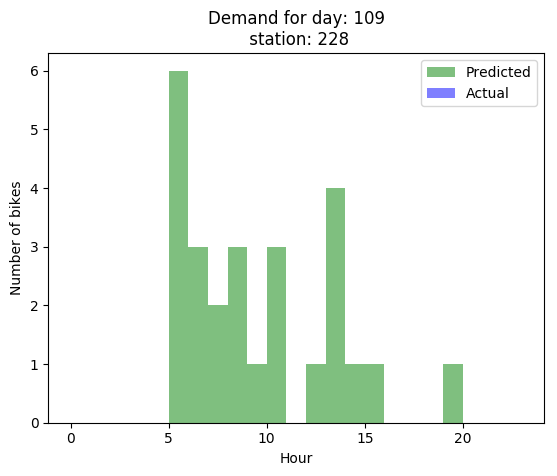 Demand for day: 109
station: 228
Predicted
Actual
Number of bikes
6
5
4
3
2
1
0
0 5 10 15 20
Hour